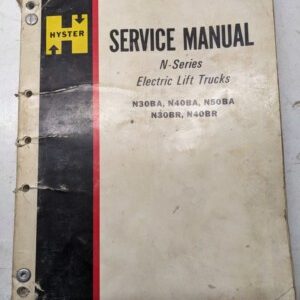 HYSTER
SERVICE MANUAL
N-Series
Electric Lift Trucks
N30BA, N40BA, N50BA
N30BR, N40BR